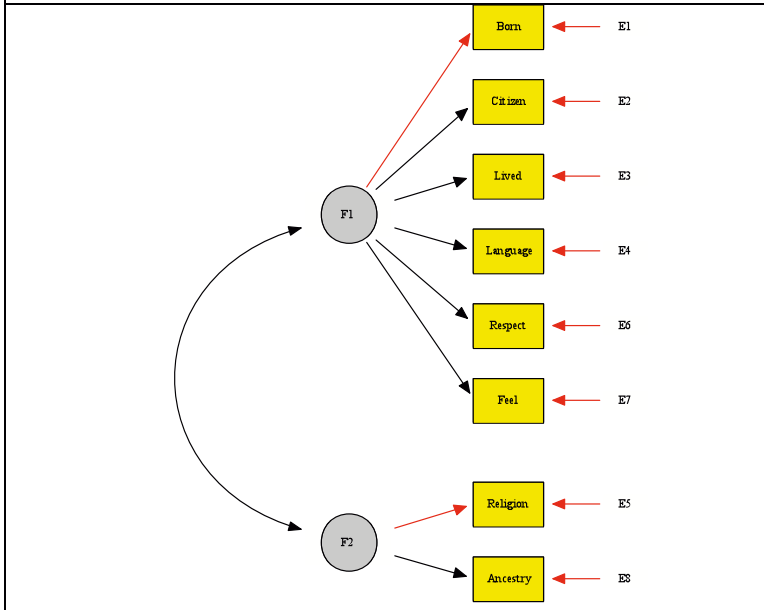 Born E1
Citizen E2
Lived E3
F1
Language E4
Respect E6
Feel E7
Religion E5
F2
Ancestry E8